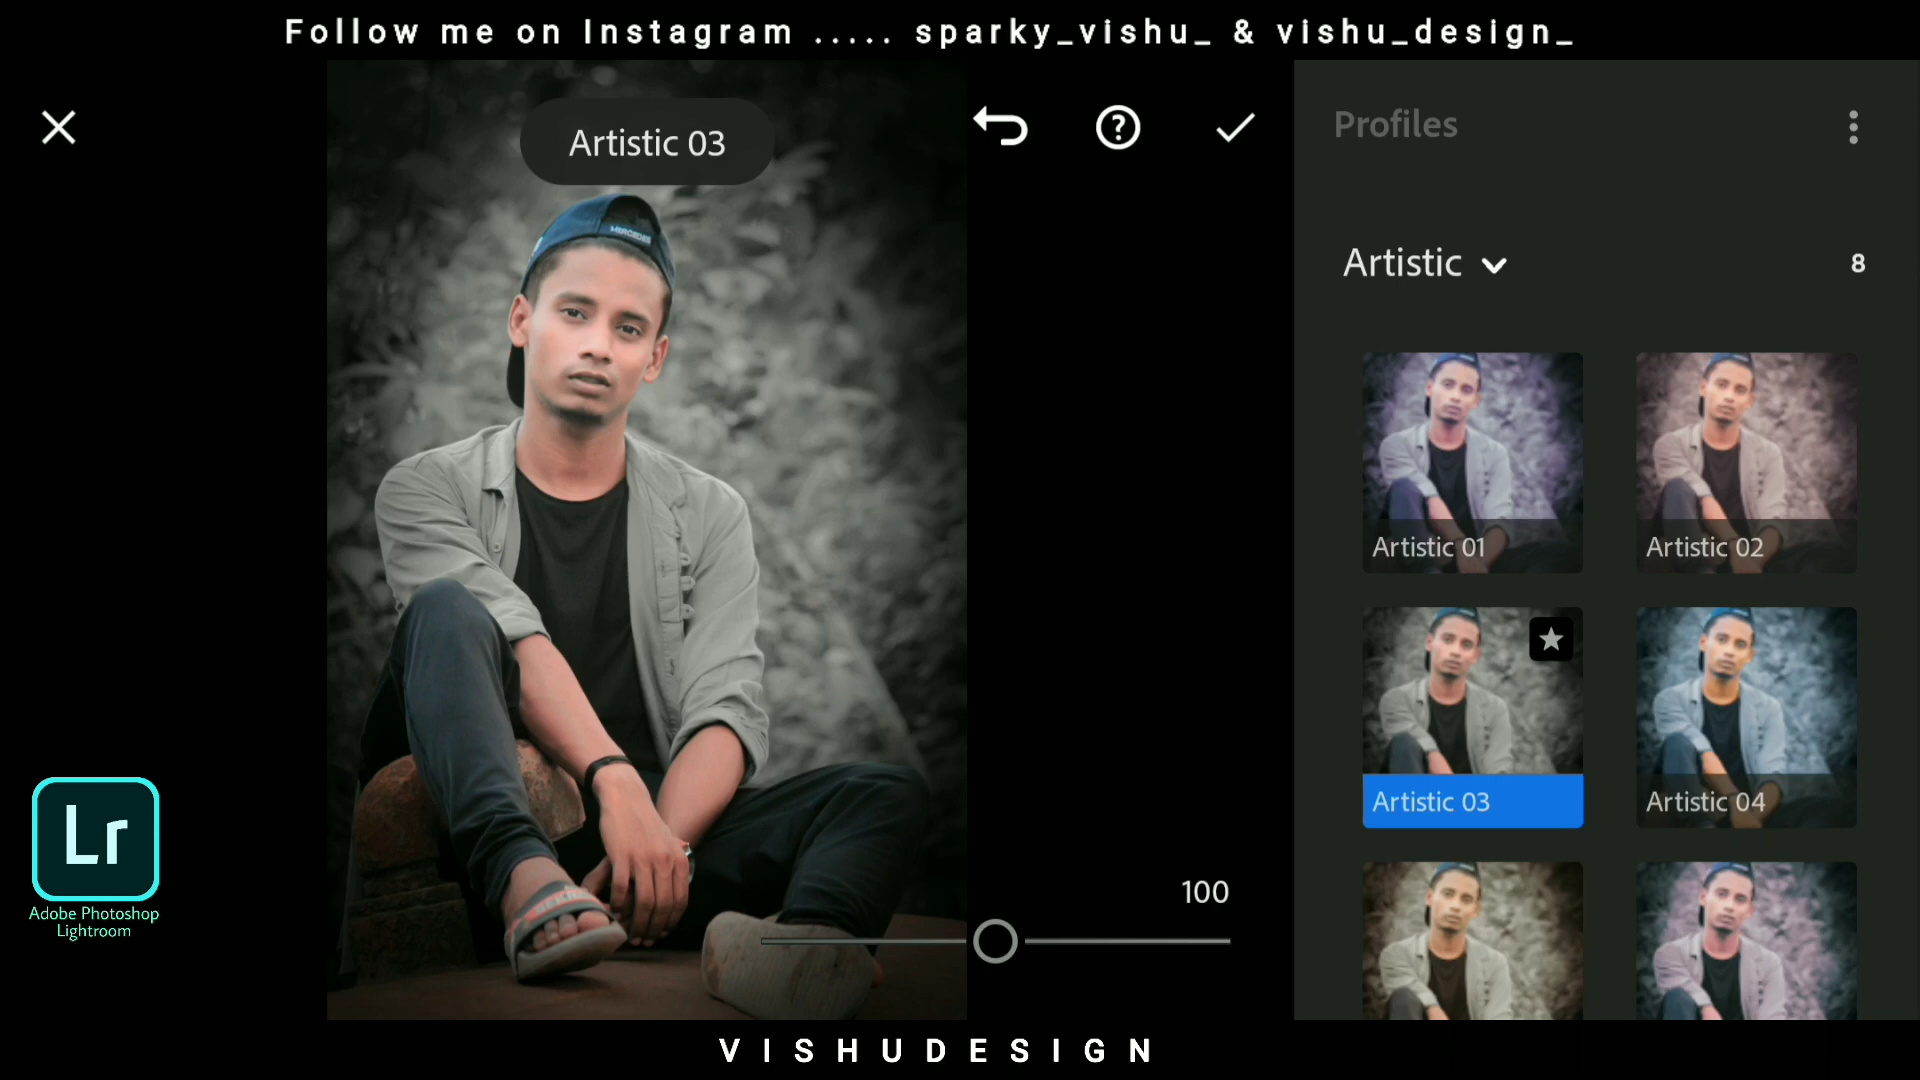 Follow me on Instagram ..... sparky_vishu_ & vishu_design_
Artistic 03
Profiles
Artistic
8
MERCEDES
Artistic 01
Artistic 02
Artistic 03
Artistic 04
100
Lr
Adobe Photoshop
Lightroom
VISHUDESIGN